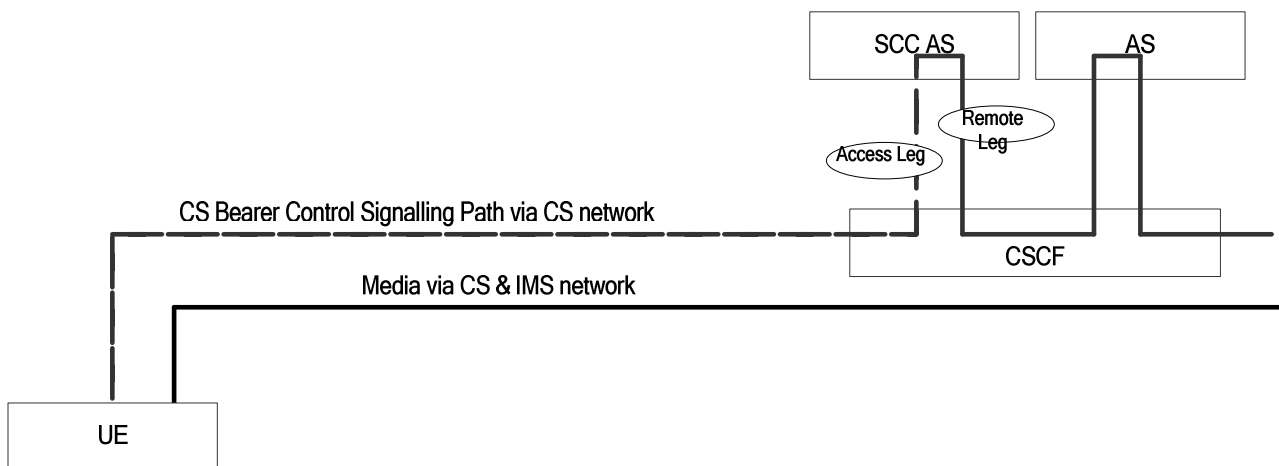 SCC AS
AS
Remote
Leg
Access Leg
CS Bearer Control Signalling Path via CS network
CSCF
Media via CS & IMS network
UE